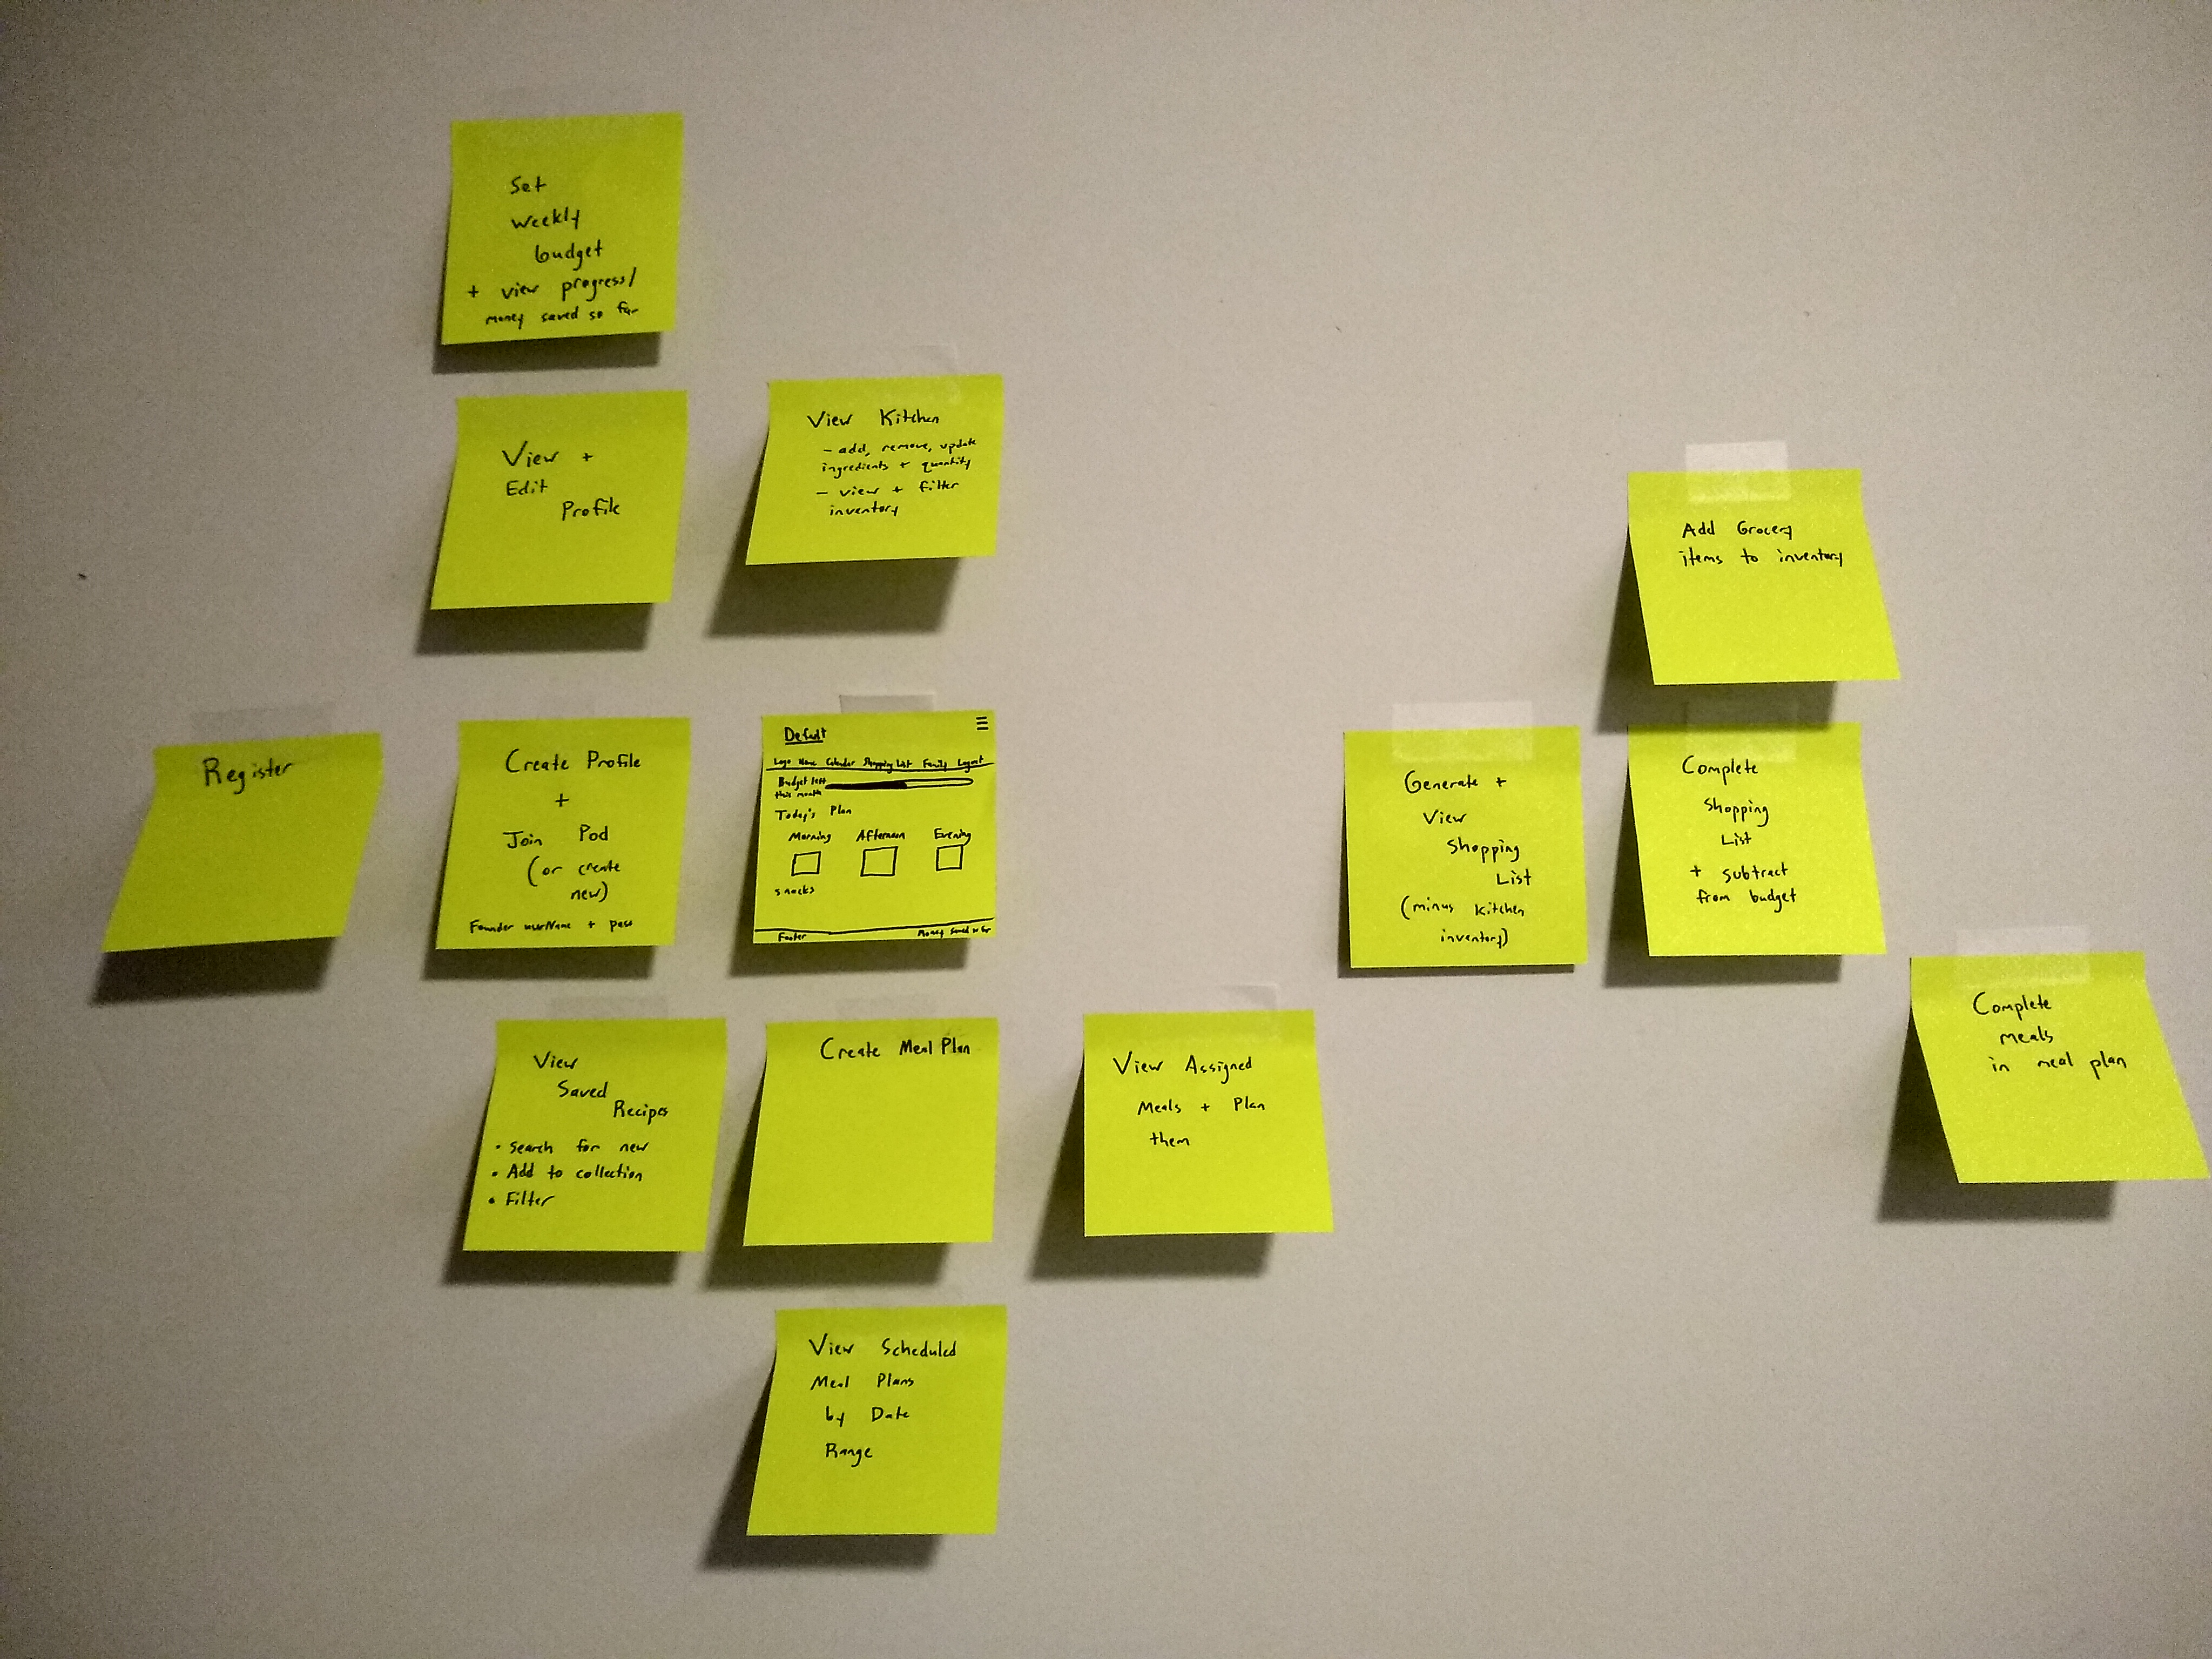 Set
Weekly
budget
+ view progress/
money saved so far
View +
Edit
Profile
View Kitchen
- add, remove, update
ingredients + quantity
- view + filter
inventory
Add Grocery
items to inventory
Register
Create Profile
+
Join Pod
(or create
new)
Founder userName + pass
Default
Logo Home Calendar Shopping List Family Logout
Budget left
this month
Today's Plan
Morning Afternoon Evening
snacks
Footer Money Saved so far
Generate +
View
Shopping
List
(minus kitchen
inventory)
Complete
Shopping
List
+ subtract
from budget
Complete
meals
in meal plan
View
Saved
Recipes
• Search for new
• Add to collection
• Filter
Create Meal Plan
View Assigned
Meals + Plan
them
View Scheduled
Meal Plans
by Date
Range